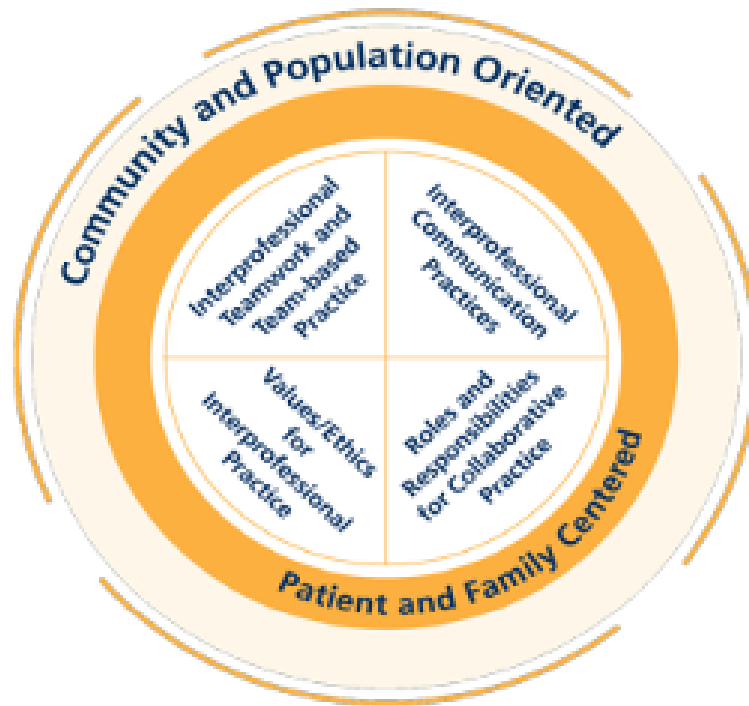 Community and Population Oriented
Interprofessional
Teamwork and
Team-based
Practice
Interprofessional
Communication
Practices
Values/Ethics
for
Interprofessional
Practice
Roles and
Responsibilities
for Collaborative
Practice
Patient and Family Centered